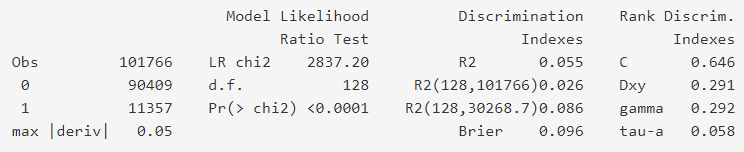 Model Likelihood Discrimination Rank Discrim.
Ratio Test Indexes Indexes
Obs 101766 LR chi2 2837.20 R2 0.055 C 0.646
0 90409 d.f. 128 R2(128,101766)0.026 Dxy 0.291
1 11357 Pr(> chi2) <0.0001 R2(128,30268.7)0.086 gamma 0.292
max |deriv| 0.05 Brier 0.096 tau-a 0.058